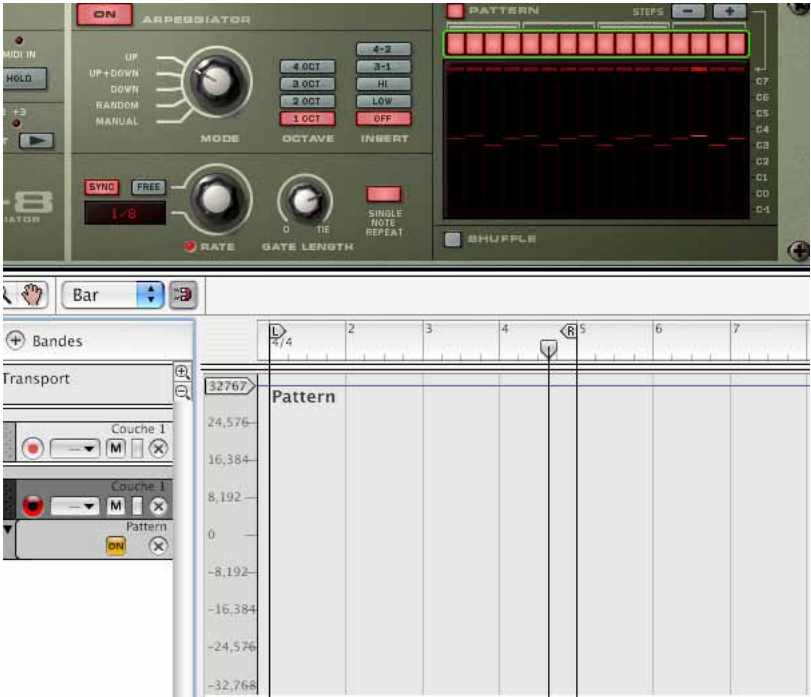 ON
ARPEGGIATOR
PATTERN
STEPS
MIDI IN
HOLD
UP
UP+DOWN
DOWN
RANDOM
MANUAL
MODE
4 OCT
3 OCT
2 OCT
1 OCT
OCTAVE
4-2
3-1
HI
LOW
OFF
INSERT
C7
C6
C5
C4
C3
C2
C1
C0
C-1
SYNC
FREE
1/8
RATE
0
TIE
GATE LENGTH
SINGLE
NOTE
REPEAT
SHUFFLE
Bar
Bandes
L
2
3
4
R
5
6
7
4/4
Transport
32767
Pattern
24,576
16,384
8,192
0
-8,192
-16,384
-24,576
-32,768
Couche 1
M
Couche 1
M
Pattern
ON